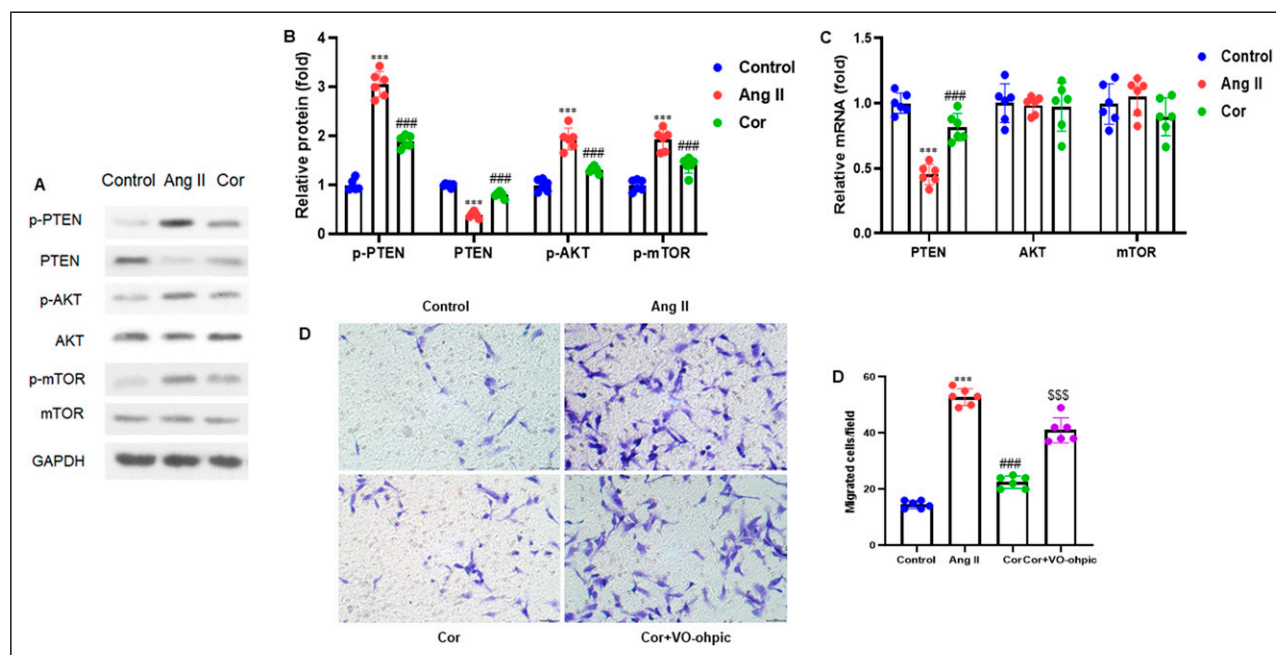 A
Control Ang II Cor
p-PTEN
PTEN
p-AKT
AKT
p-mTOR
mTOR
GAPDH
B
Relative protein (fold)
4
3
2
1
0
***
###
***
###
***
###
***
###
p-PTEN PTEN p-AKT p-mTOR
Control
Ang II
Cor
C
Relative mRNA (fold)
1.5
1.0
0.5
0.0
***
###
PTEN AKT mTOR
Control
Ang II
Cor
D
Control Ang II
Cor Cor+VO-ohpic
D
Migrated cells/field
60
40
20
0
***
###
$$$
Control Ang II Cor Cor+VO-ohpic